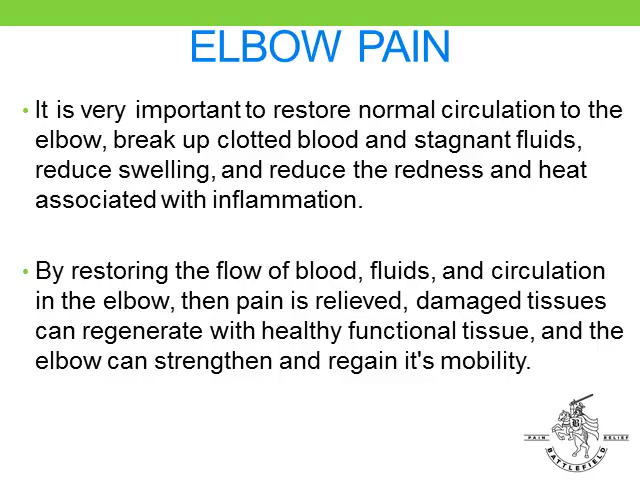 ELBOW PAIN
• It is very important to restore normal circulation to the
elbow, break up clotted blood and stagnant fluids,
reduce swelling, and reduce the redness and heat
associated with inflammation.
• By restoring the flow of blood, fluids, and circulation
in the elbow, then pain is relieved, damaged tissues
can regenerate with healthy functional tissue, and the
elbow can strengthen and regain it's mobility.
B
PAIN RELIEF
BATTLEFIELD